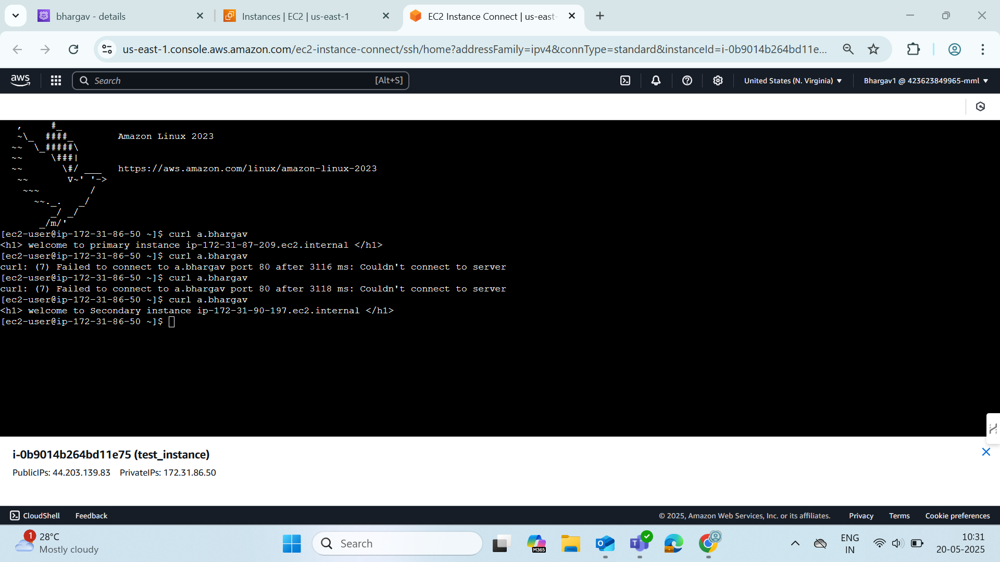 bhargav - details
Instances | EC2 | us-east-1
EC2 Instance Connect | us-east-
us-east-1.console.aws.amazon.com/ec2-instance-connect/ssh/home?addressFamily=ipv4&connType=standard&instanceId=i-0b9014b264bd11e...
aws
Search [Alt+S]
United States (N. Virginia)
Bhargav1 @ 423623849965-mml
   ,     #_
   ~\_  ####_        Amazon Linux 2023
  ~~  \_#####\
  ~~     \###|
  ~~       \#/ ___   https://aws.amazon.com/linux/amazon-linux-2023
   ~~       V~' '->
    ~~~         /
      ~~._.   _/
         _/ _/
       _/m/'
[ec2-user@ip-172-31-86-50 ~]$ curl a.bhargav
<h1> welcome to primary instance ip-172-31-87-209.ec2.internal </h1>
[ec2-user@ip-172-31-86-50 ~]$ curl a.bhargav
curl: (7) Failed to connect to a.bhargav port 80 after 3116 ms: Couldn't connect to server
[ec2-user@ip-172-31-86-50 ~]$ curl a.bhargav
curl: (7) Failed to connect to a.bhargav port 80 after 3118 ms: Couldn't connect to server
[ec2-user@ip-172-31-86-50 ~]$ curl a.bhargav
<h1> welcome to Secondary instance ip-172-31-90-197.ec2.internal </h1>
[ec2-user@ip-172-31-86-50 ~]$
i-0b9014b264bd11e75 (test_instance)
PublicIPs: 44.203.139.83 PrivateIPs: 172.31.86.50
CloudShell Feedback © 2025, Amazon Web Services, Inc. or its affiliates. Privacy Terms Cookie preferences
1
28°C
Mostly cloudy
Search
M365
ENG
IN
10:31
20-05-2025